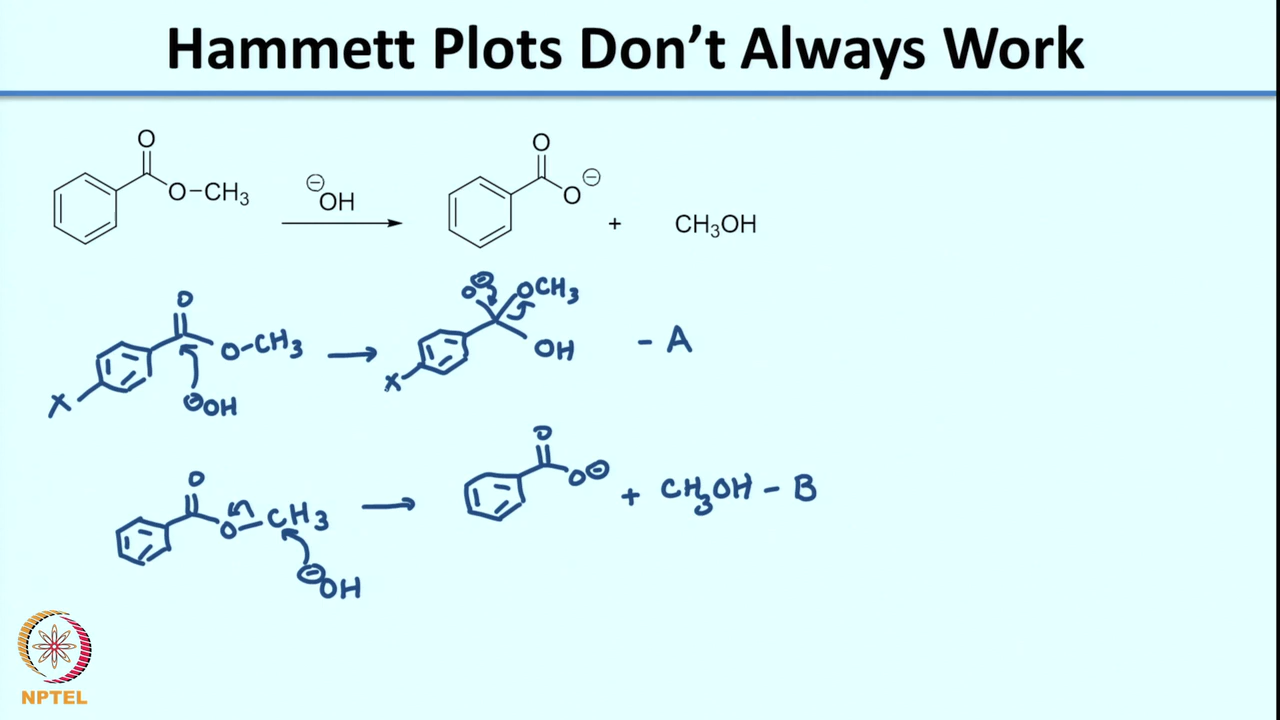 Hammett Plots Don't Always Work
O
O-CH3
⊖OH
O
O⊖
+ CH3OH
O
O-CH3
X
⊖OH
O⊖
OCH3
OH
X
- A
O
O-CH3
⊖OH
O
O⊖
+ CH3OH - B
NPTEL